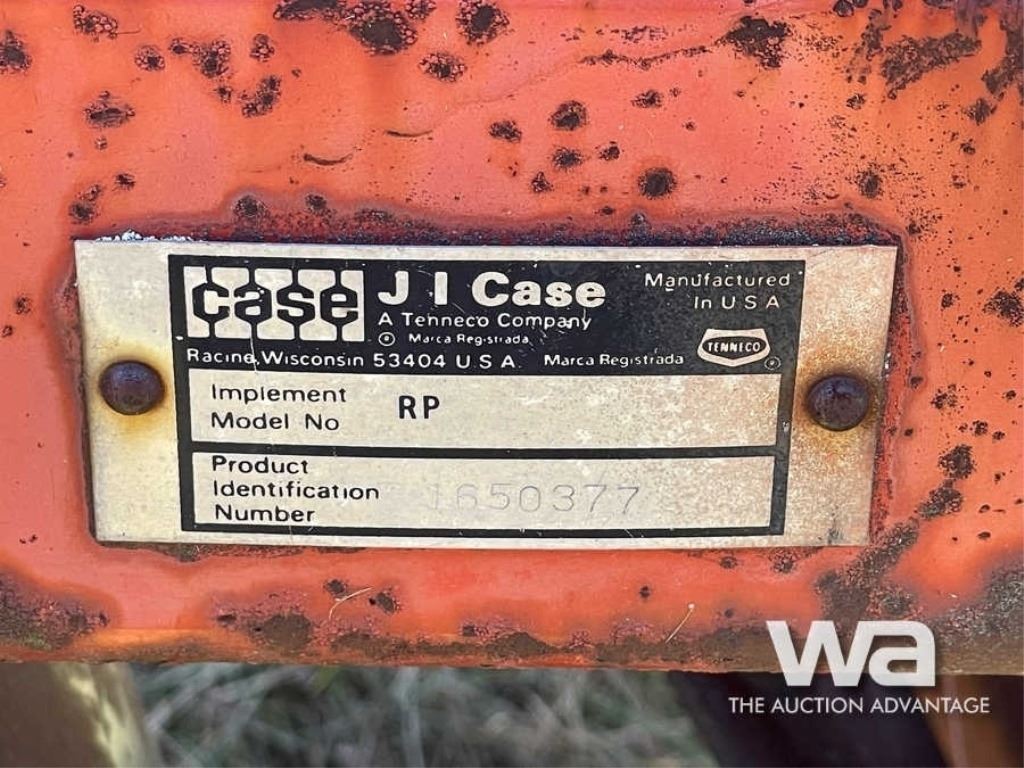 case
J I Case
Manufactured
In U S A
A Tenneco Company
Marca Registrada
TENNECO
Racine, Wisconsin 53404 U.S.A. Marca Registrada
R
Implement
Model No RP
Product
Identification
Number 1650377
wa
THE AUCTION ADVANTAGE